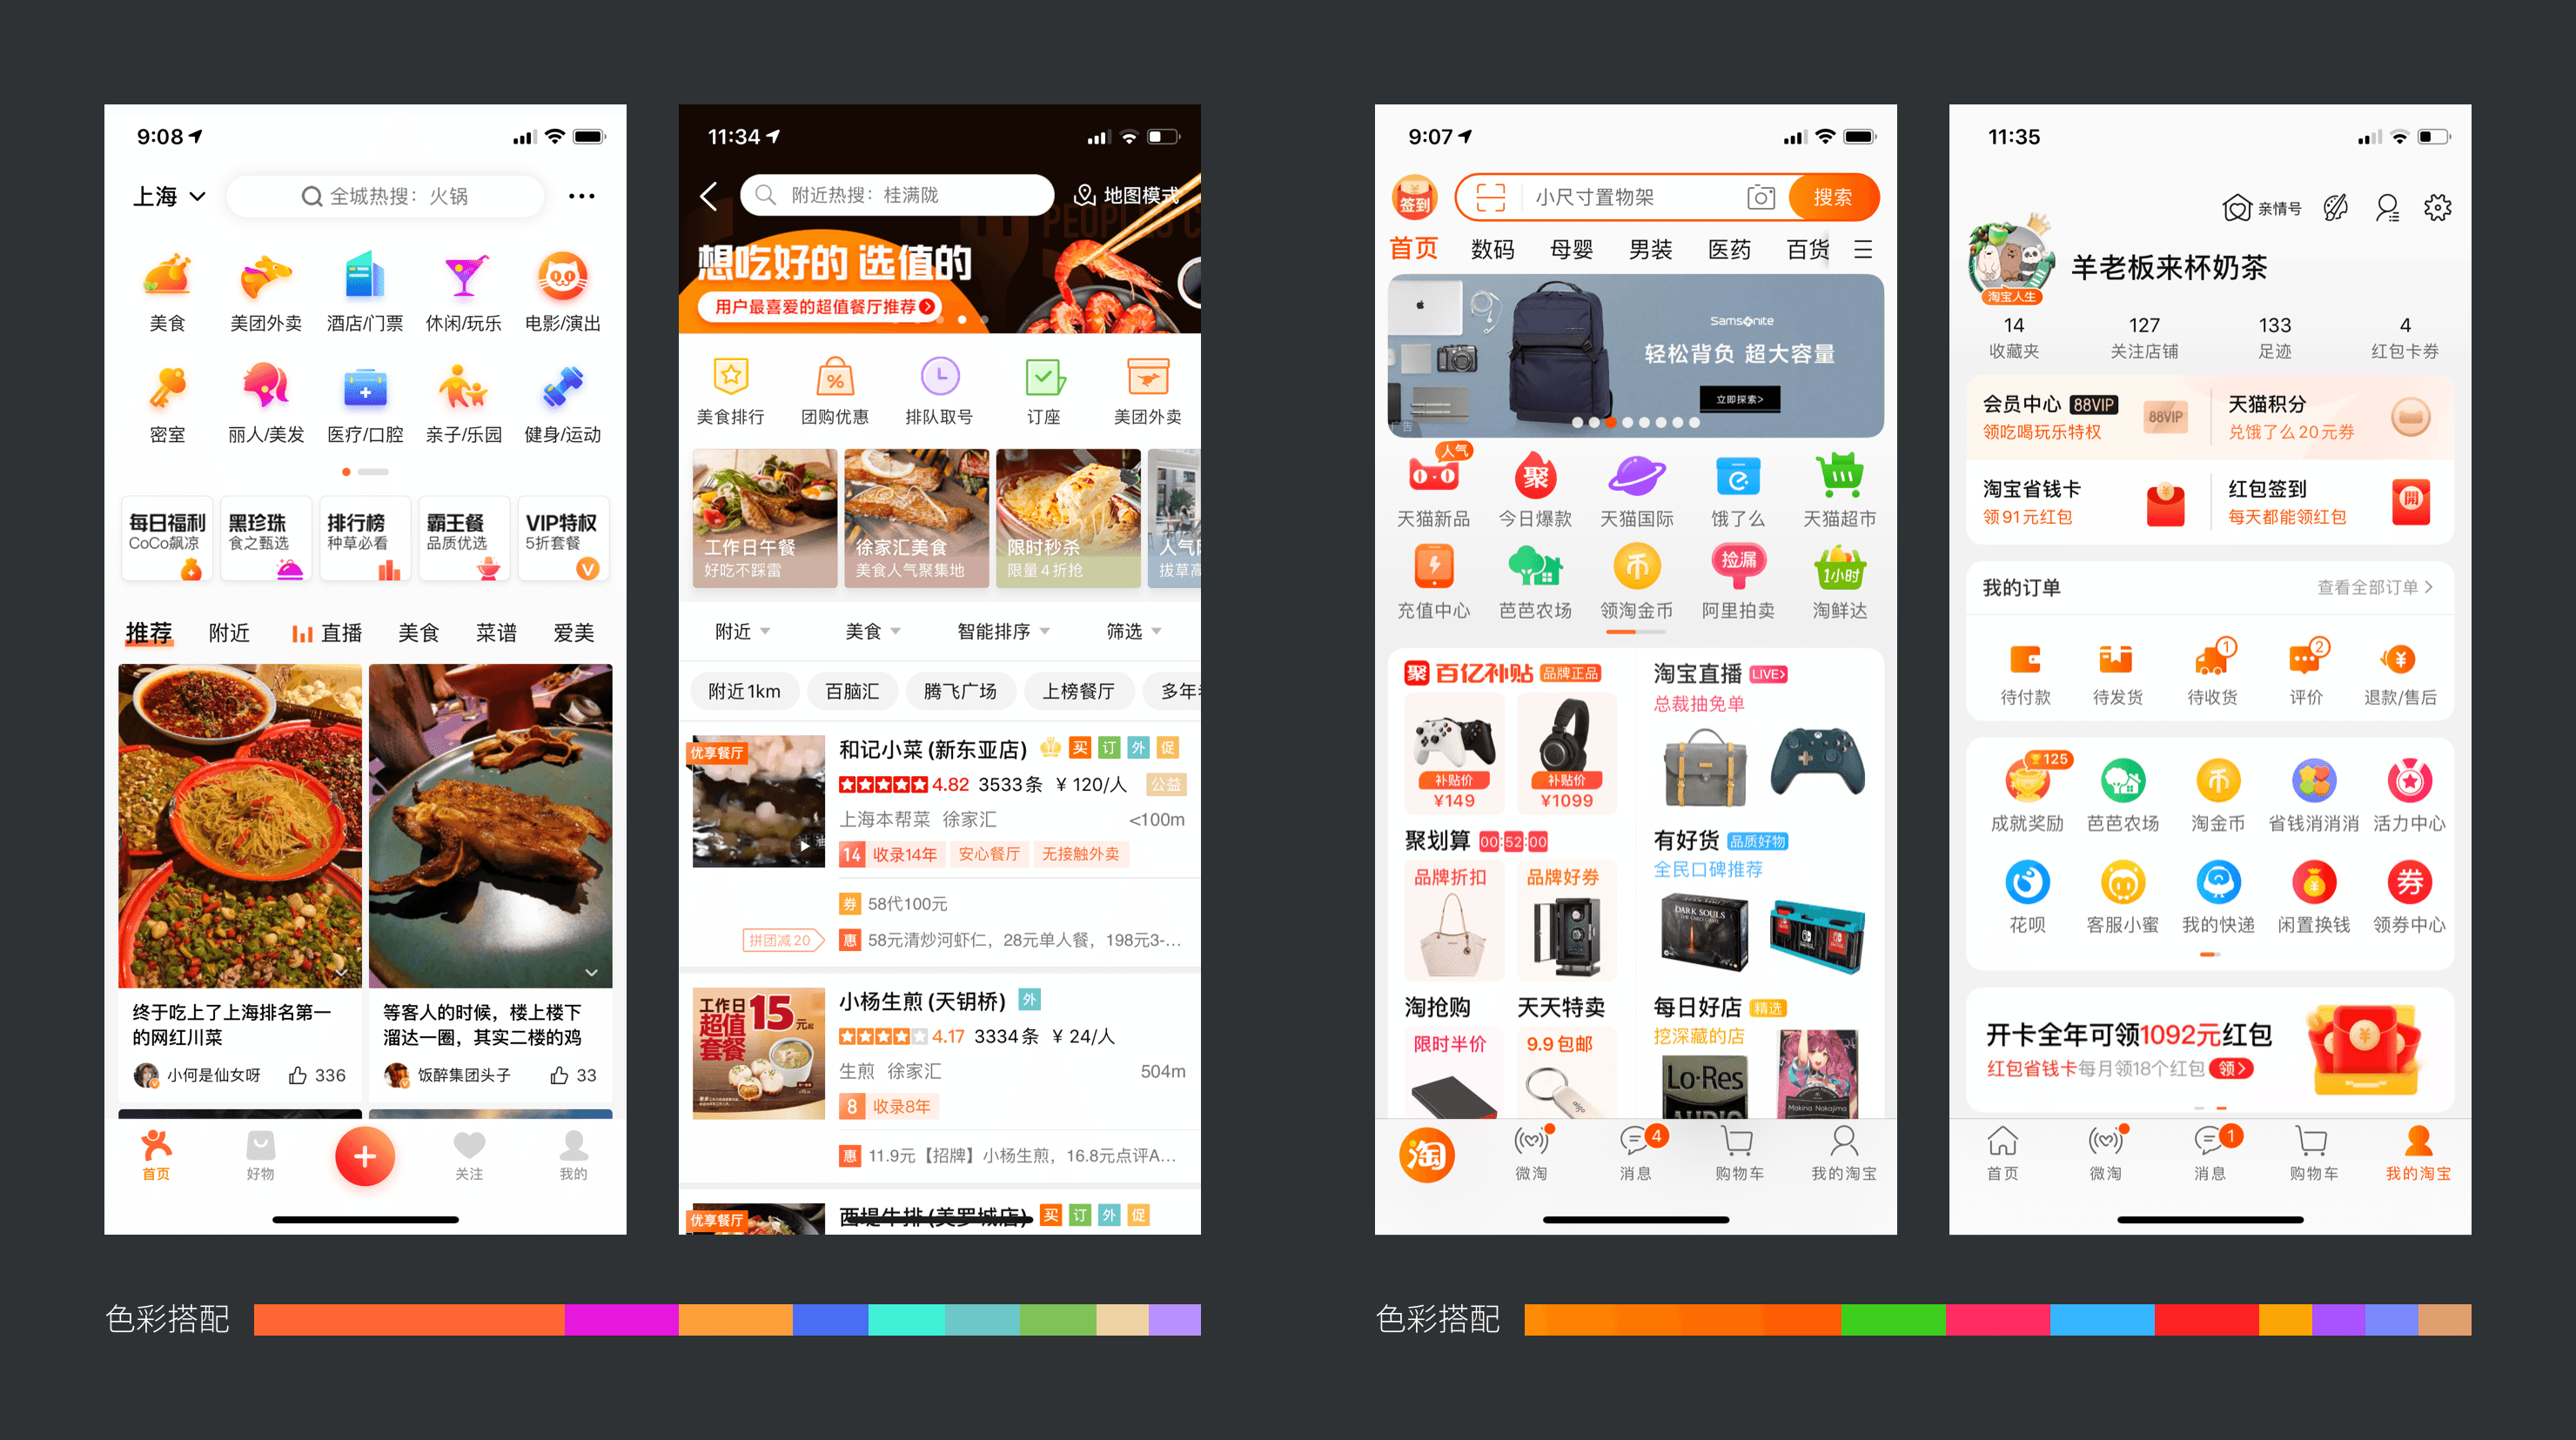 9:08
上海
全城热搜：火锅
美食
美团外卖
酒店/门票
休闲/玩乐
电影/演出
密室
丽人/美发
医疗/口腔
亲子/乐园
健身/运动
每日福利
CoCo飙凉
黑珍珠
食之甄选
排行榜
种草必看
霸王餐
品质优选
VIP特权
5折套餐
推荐
附近
直播
美食
菜谱
爱美
终于吃上了上海排名第一
的网红川菜
小何是仙女呀
336
等客人的时候，楼上楼下
溜达一圈，其实二楼的鸡
饭醉集团头子
33
首页
好物
关注
我的
11:34
附近热搜：桂满陇
地图模式
想吃好的 选值的
用户最喜爱的超值餐厅推荐
美食排行
团购优惠
排队取号
订座
美团外卖
工作日午餐
好吃不踩雷
徐家汇美食
美食人气聚集地
限时秒杀
限量4折抢
附近
美食
智能排序
筛选
附近1km
百脑汇
腾飞广场
上榜餐厅
多年
优享餐厅
和记小菜 (新东亚店)
买 订 外 促
4.82 3533条 ¥ 120/人
公益
上海本帮菜 徐家汇
<100m
14 收录14年
安心餐厅
无接触外卖
券 58代100元
拼团减20
惠 58元清炒河虾仁，28元单人餐，198元3-...
工作日
超值
套餐
15元起
小杨生煎 (天钥桥)
外
4.17 3334条 ¥ 24/人
生煎 徐家汇
504m
8 收录8年
惠 11.9元【招牌】小杨生煎，16.8元点评A...
优享餐厅
西堤牛排 (美罗城店)
买 订 外 促
色彩搭配
9:07
签到
小尺寸置物架
搜索
首页
数码
母婴
男装
医药
百货
Samsonite
轻松背负 超大容量
立即探索>
广告
人气
天猫新品
聚
今日爆款
天猫国际
饿了么
天猫超市
充值中心
芭芭农场
币
领淘金币
捡漏
阿里拍卖
1小时
淘鲜达
聚 百亿补贴 品牌正品
补贴价
¥149
补贴价
¥1099
淘宝直播 LIVE>
总裁抽免单
聚划算 00:52:00
品牌折扣
品牌好券
有好货 品质好物
全民口碑推荐
DARK SOULS
淘抢购
限时半价
天天特卖
9.9包邮
aigo
每日好店 精选
挖深藏的店
Lo-Res
AUDIO
Makina Nakajima
淘
微淘
4
消息
购物车
我的淘宝
11:35
亲情号
淘宝人生
羊老板来杯奶茶
14
收藏夹
127
关注店铺
133
足迹
4
红包卡券
会员中心 88VIP
领吃喝玩乐特权
88VIP
天猫积分
兑饿了么20元券
淘宝省钱卡
领91元红包
红包签到
每天都能领红包
開
我的订单
查看全部订单
待付款
待发货
1
待收货
2
评价
退款/售后
125
成就奖励
芭芭农场
币
淘金币
省钱消消消
活力中心
花呗
客服小蜜
我的快递
闲置换钱
券
领券中心
开卡全年可领1092元红包
红包省钱卡每月领18个红包 领
首页
微淘
1
消息
购物车
我的淘宝
色彩搭配